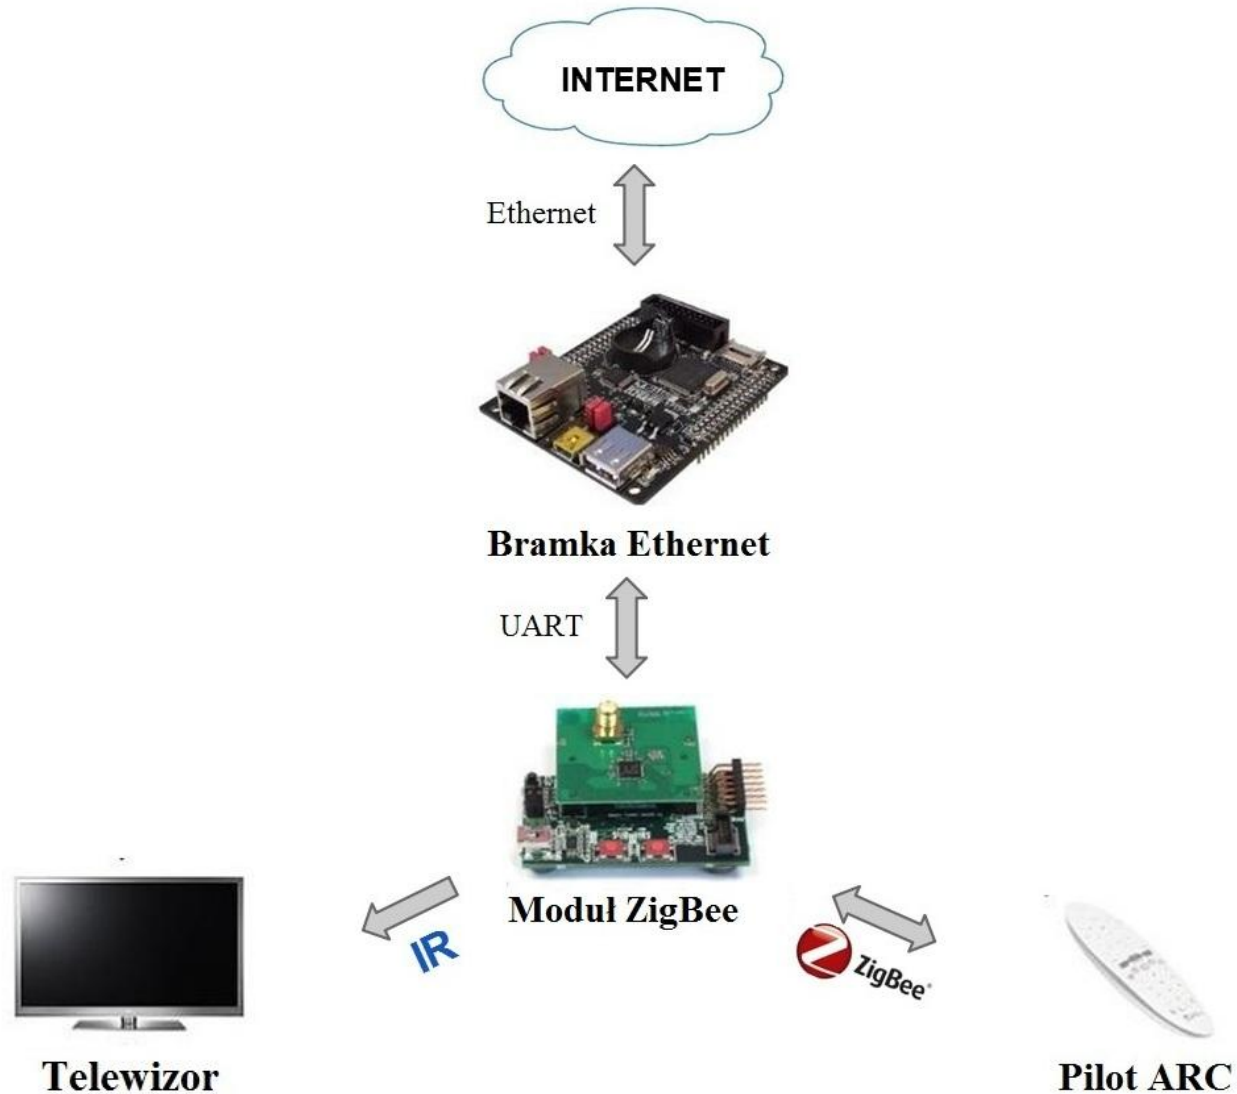 INTERNET
Ethernet
Bramka Ethernet
UART
Moduł ZigBee
IR
ZigBee
Telewizor
Pilot ARC